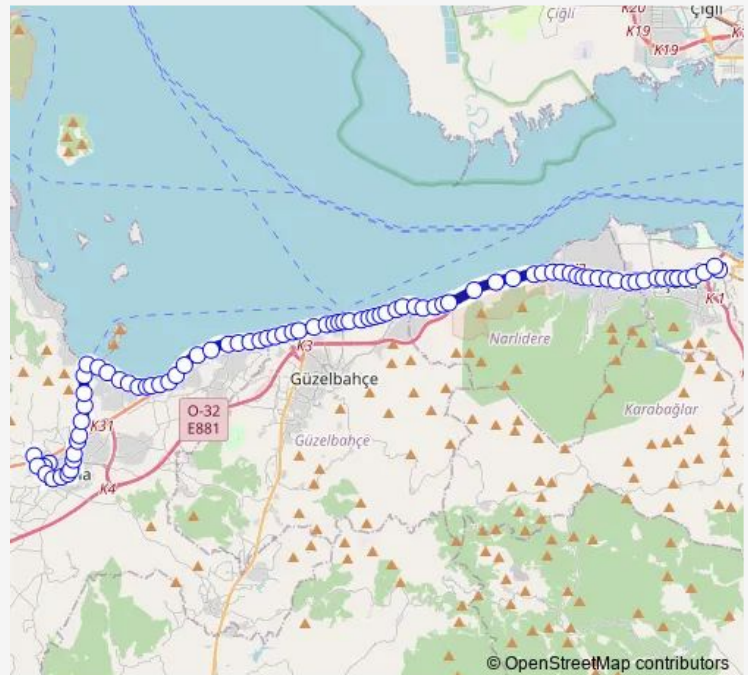 Çiğli
K20
Çiğli
K19
K19
K1
Narlıdere
K3
Güzelbahçe
Karabağlar
O-32
E881
K31
Güzelbahçe
K4
© OpenStreetMap contributors